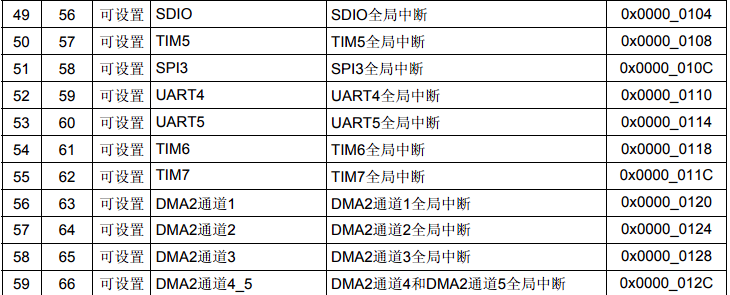 49 56 可设置 SDIO SDIO全局中断 0x0000_0104
50 57 可设置 TIM5 TIM5全局中断 0x0000_0108
51 58 可设置 SPI3 SPI3全局中断 0x0000_010C
52 59 可设置 UART4 UART4全局中断 0x0000_0110
53 60 可设置 UART5 UART5全局中断 0x0000_0114
54 61 可设置 TIM6 TIM6全局中断 0x0000_0118
55 62 可设置 TIM7 TIM7全局中断 0x0000_011C
56 63 可设置 DMA2通道1 DMA2通道1全局中断 0x0000_0120
57 64 可设置 DMA2通道2 DMA2通道2全局中断 0x0000_0124
58 65 可设置 DMA2通道3 DMA2通道3全局中断 0x0000_0128
59 66 可设置 DMA2通道4_5 DMA2通道4和DMA2通道5全局中断 0x0000_012C